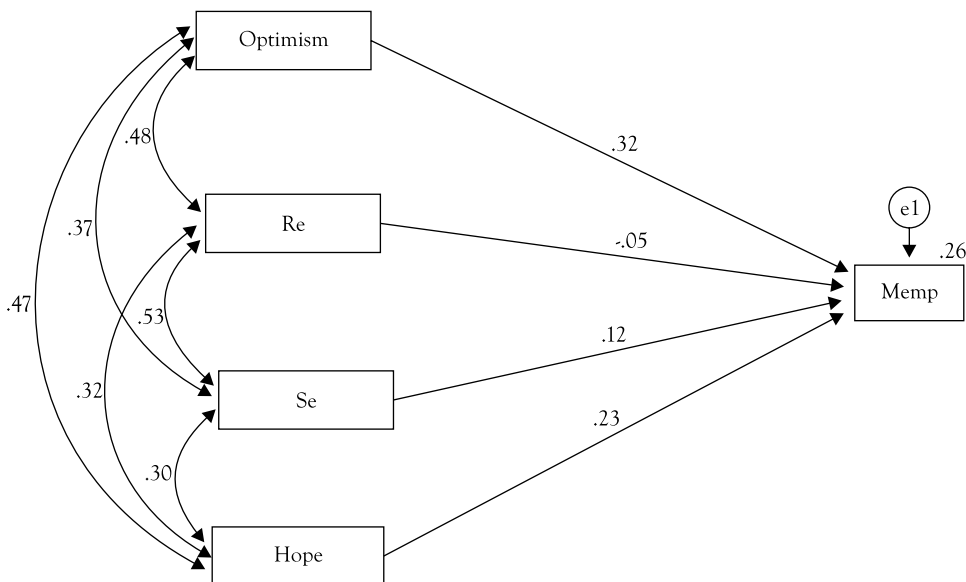 Optimism
.48
.32
Re
e1
.37
-.05
.26
Memp
.47
.53
.12
.32
Se
.23
.30
Hope